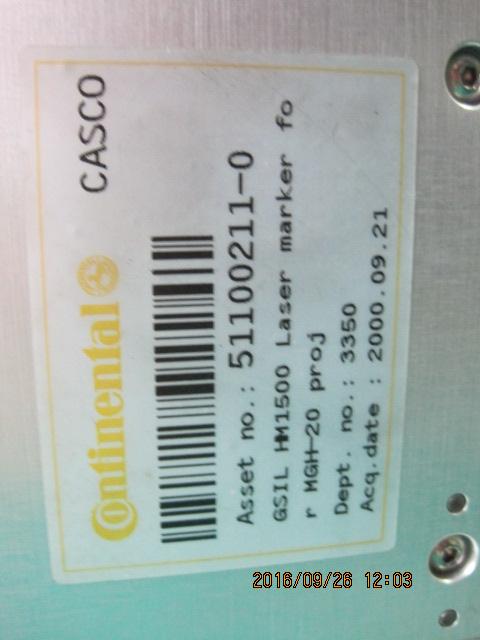 Continental CASCO
Asset no.: 51100211-0
GSIL HM1500 Laser marker fo
r MGH-20 proj
Dept. no.: 3350
Acq.date : 2000.09.21
2016/09/26 12:03